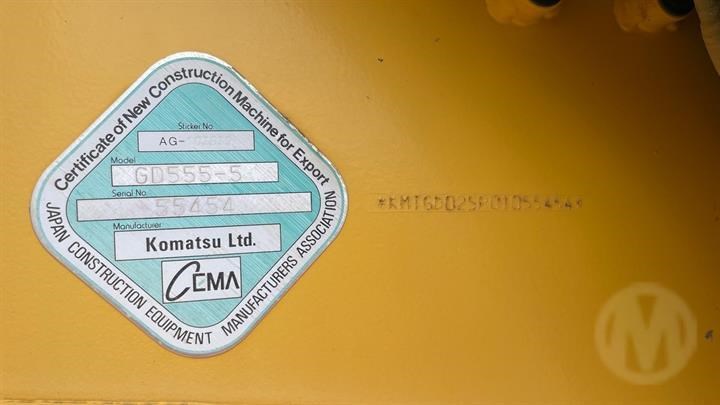 Certificate of New Construction Machine for Export
Sticker No
AG-
Model
GD555-5
Serial No
55454
Manufacturer
Komatsu Ltd.
CEMA
JAPAN CONSTRUCTION EQUIPMENT MANUFACTURERS ASSOCIATION
*KMTGD025P01055454*
M